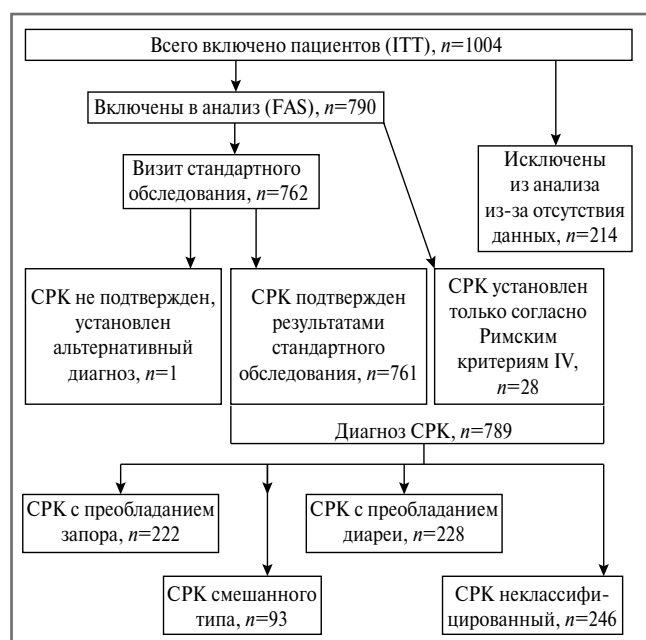 Всего включено пациентов (ITT), n=1004
Включены в анализ (FAS), n=790
Визит стандартного
обследования, n=762
Исключены
из анализа
из-за отсутствия
данных, n=214
СРК не подтвержден,
установлен
альтернативный
диагноз, n=1
СРК подтвержден
результатами
стандартного
обследования, n=761
СРК установлен
только согласно
Римским
критериям IV,
n=28
Диагноз СРК, n=789
СРК с преобладанием
запора, n=222
СРК с преобладанием
диареи, n=228
СРК смешанного
типа, n=93
СРК неклассифи-
цированный, n=246